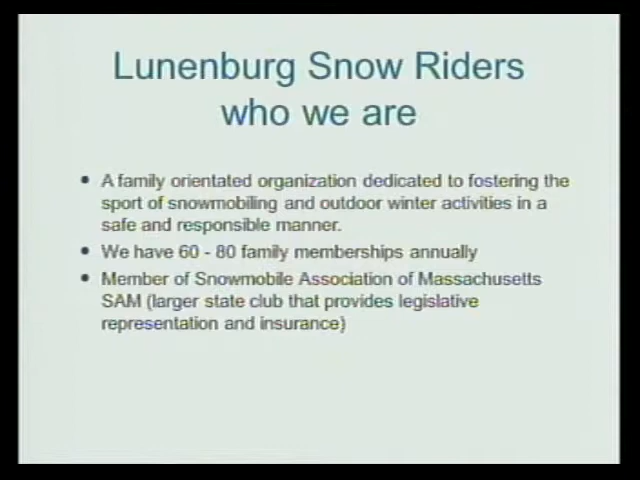 Lunenburg Snow Riders
who we are
• A family orientated organization dedicated to fostering the
sport of snowmobiling and outdoor winter activities in a
safe and responsible manner.
• We have 60 - 80 family memberships annually
• Member of Snowmobile Association of Massachusetts
SAM (larger state club that provides legislative
representation and insurance)